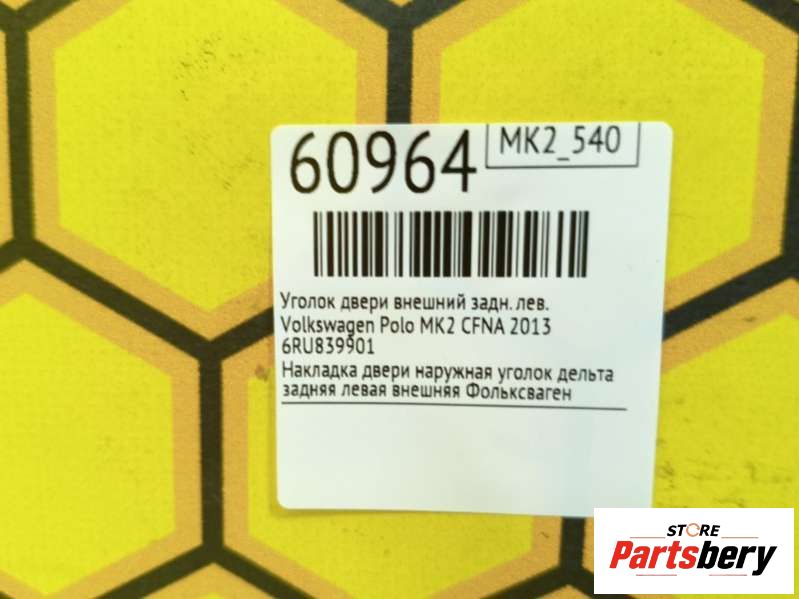 60964
MK2_540
Уголок двери внешний задн. лев.
Volkswagen Polo MK2 CFNA 2013
6RU839901
Накладка двери наружная уголок дельта
задняя левая внешняя Фольксваген
STORE
Partsbery